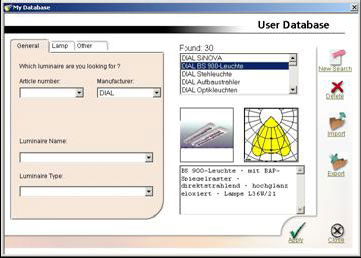 My Database
User Database
General
Lamp
Other
Found: 30
Which luminaire are you looking for ?
Article number:
Manufacturer:
DIAL
Luminaire Name:
Luminaire Type:
DIAL SiNOVA
DIAL BS 900-Leuchte
DIAL Stehleuchte
DIAL Aufbaustrahler
DIAL Optikleuchten
BS 900-Leuchte - mit BAP-
Spiegelraster -
direktstrahlend - hochglanz
eloxiert - Lampe L36W/21
New Search
Delete
Import
Export
Apply
Close